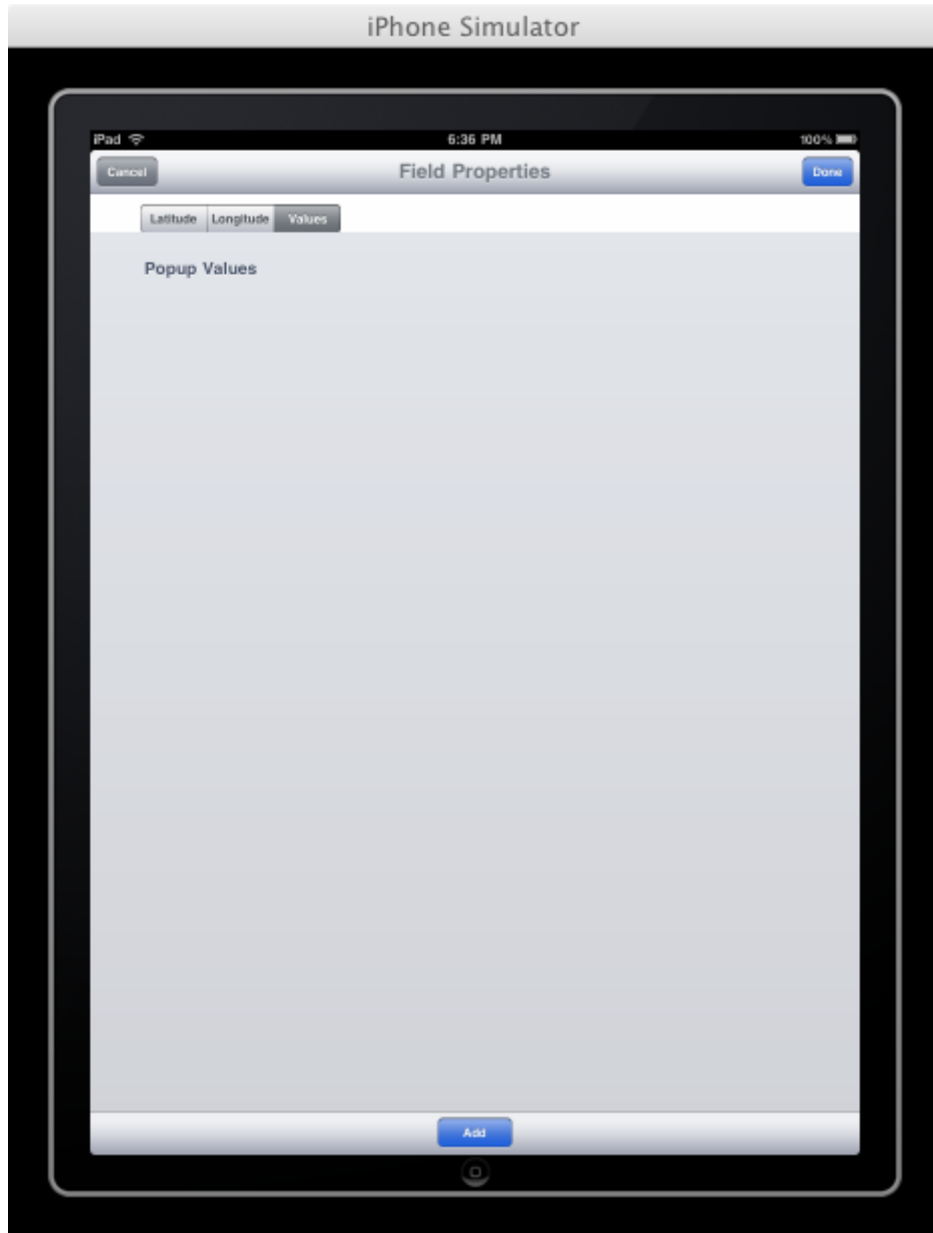 iPhone Simulator
iPad 6:36 PM 100%
Cancel Field Properties Done
Latitude Longitude Values
Popup Values
Add